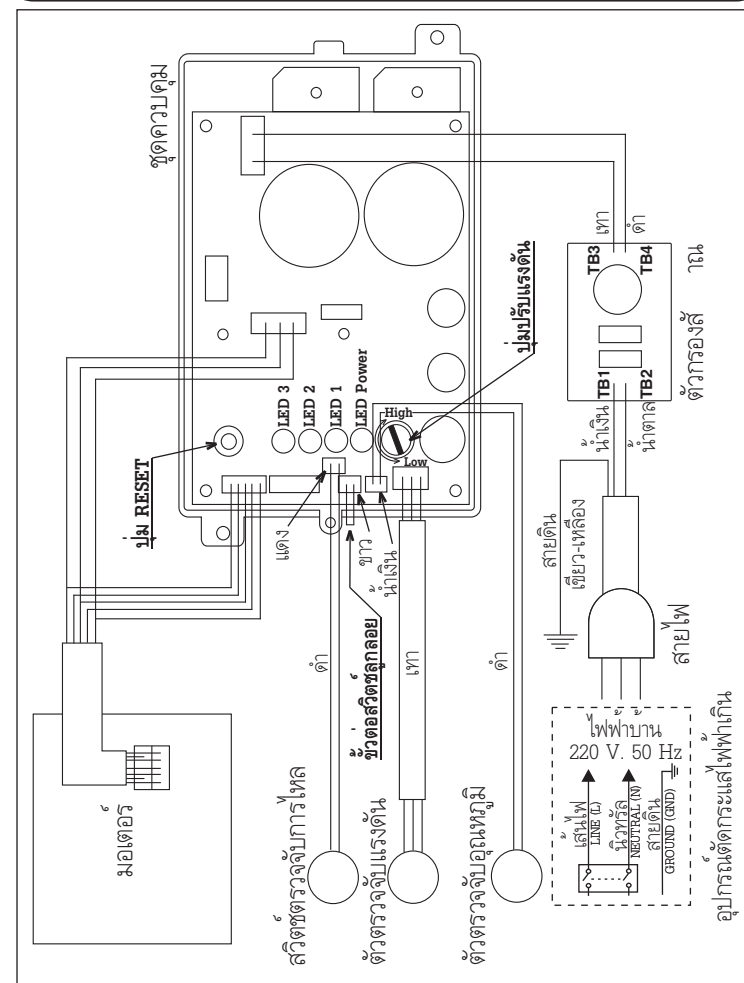 ชุดควบคุม
ปุ่ม RESET
LED 3
LED 2
LED 1
LED Power
High
Low
ปุ่มปรับแรงดัน
แดง
ขาว
น้ำเงิน
ขั้วต่อสวิตช์ลูกลอย
ดำ
เทา
ดำ
มอเตอร์
สวิตช์ตรวจจับการไหล
ตัวตรวจจับแรงดัน
ตัวตรวจจับอุณหภูมิ
เทา
ดำ
TB3
TB4
TB1
TB2
ตัวกรองสั
าณ
น้ำเงิน
น้ำตาล
สายดิน
เขียว-เหลือง
สายไฟ
ไฟฟ้าบ้าน
220 V. 50 Hz
เส้นไฟ
LINE (L)
นิวทรัล
NEUTRAL (N)
สายดิน
GROUND (GND)
อุปกรณ์ตัดกระแสไฟฟ้าเกิน